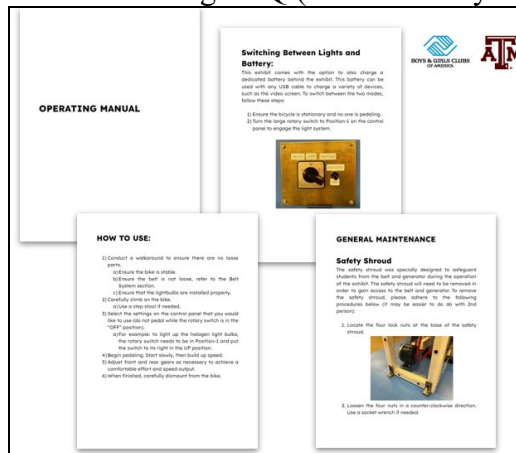 OPERATING MANUAL
Switching Between Lights and
Battery:
This exhibit comes with the option to also charge a
dedicated battery behind the exhibit. This battery can be
used with any USB cable to charge a variety of devices,
such as the video screen. To switch between the two modes,
follow these steps:
1) Ensure the bicycle is stationary and no one is pedaling.
2) Turn the large rotary switch to Position-1 on the control
panel to engage the light system.
BOYS & GIRLS CLUBS
OF AMERICA
HOW TO USE:
1) Conduct a walkaround to ensure there are no loose
parts.
a) Ensure the bike is stable.
b) Ensure the belt is not loose, refer to the Belt
System section.
c) Ensure that the lightbulbs are installed properly.
2) Carefully climb on the bike.
a) Use a step stool if needed.
3) Select the settings on the control panel that you would
like to use (do not pedal while the rotary switch is in the
"OFF" position).
a) For example: to light up the halogen light bulbs,
the rotary switch needs to be in Position-1 and put
the switch to its right in the UP position.
4) Begin pedaling. Start slowly, then build up speed.
5) Adjust front and rear gears as necessary to achieve a
comfortable effort and speed output.
6) When finished, carefully dismount from the bike.
GENERAL MAINTENANCE
Safety Shroud
The safety shroud was specially designed to safeguard
students from the belt and generator during the operation
of the exhibit. The safety shroud will need to be removed in
order to gain access to the belt and generator. To remove
the safety shroud, please adhere to the following
procedures below (it may be easier to do so with 2nd
person):
1. Locate the four lock nuts at the base of the safety
shroud.
2. Loosen the four nuts in a counter-clockwise direction.
Use a socket wrench if needed.